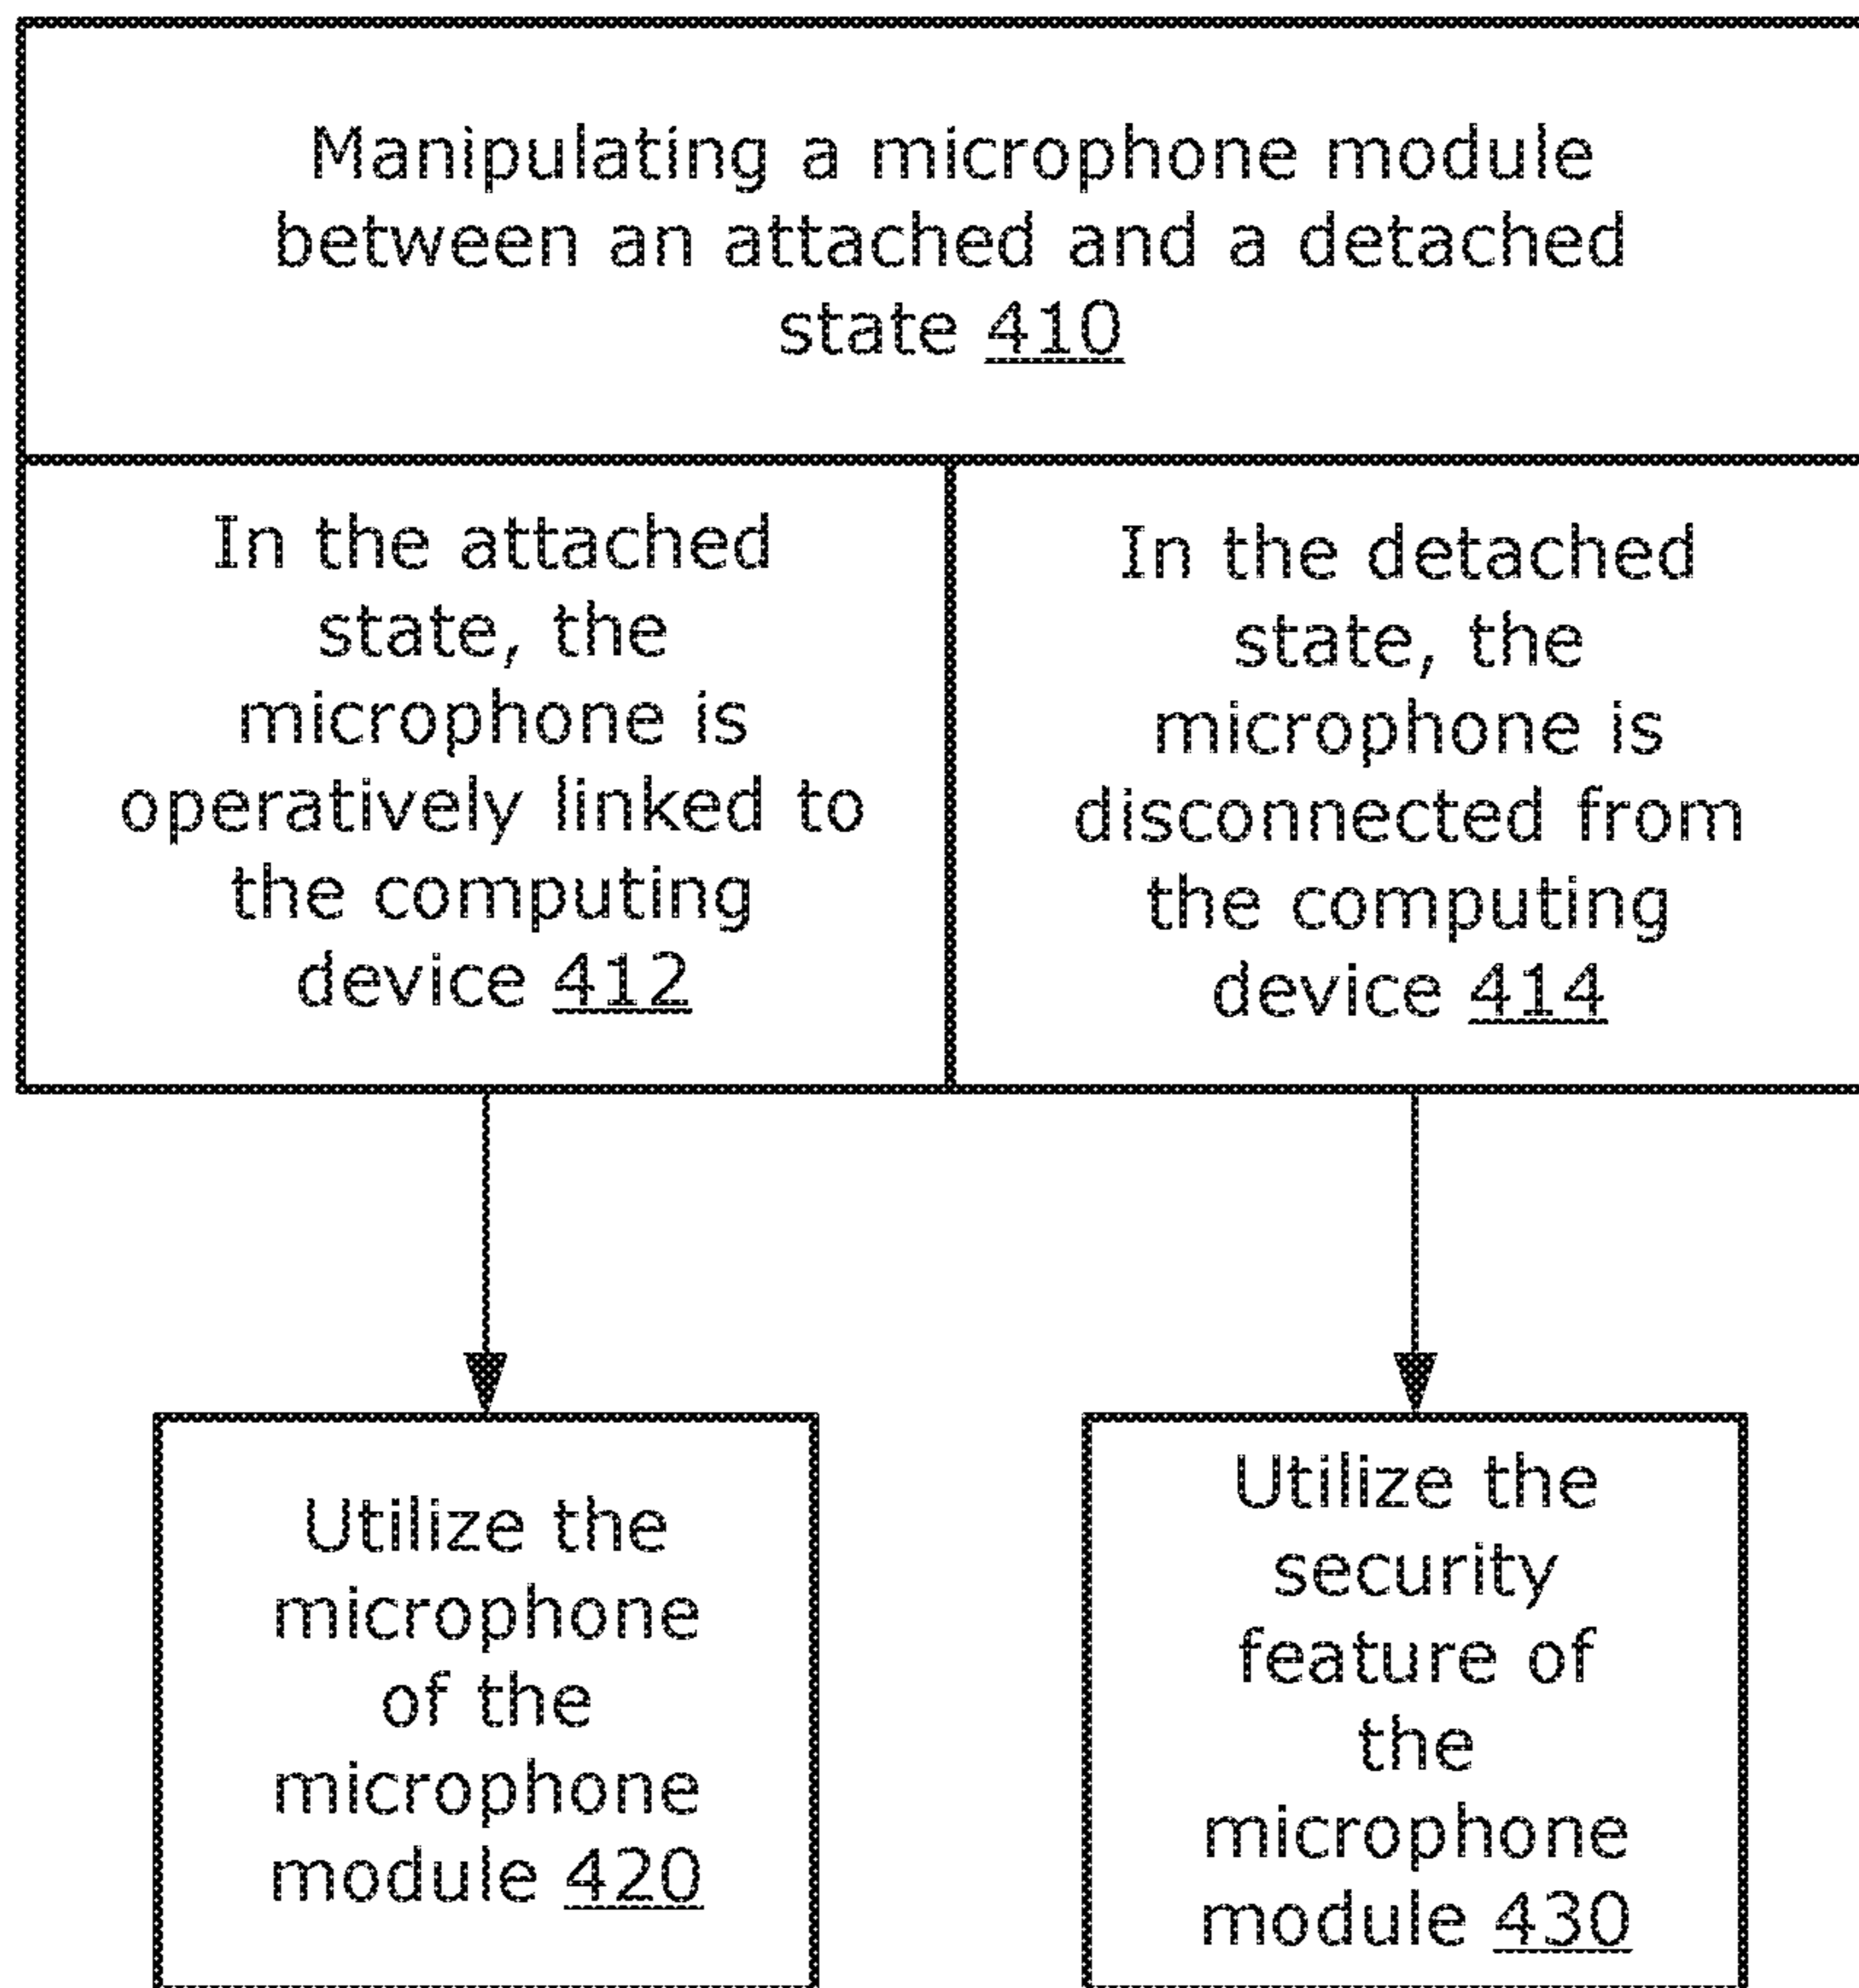 Manipulating a microphone module
between an attached and a detached
state 410
In the attached
state, the
microphone is
operatively linked to
the computing
device 412
In the detached
state, the
microphone is
disconnected from
the computing
device 414
Utilize the
microphone
of the
microphone
module 420
Utilize the
security
feature of
the
microphone
module 430